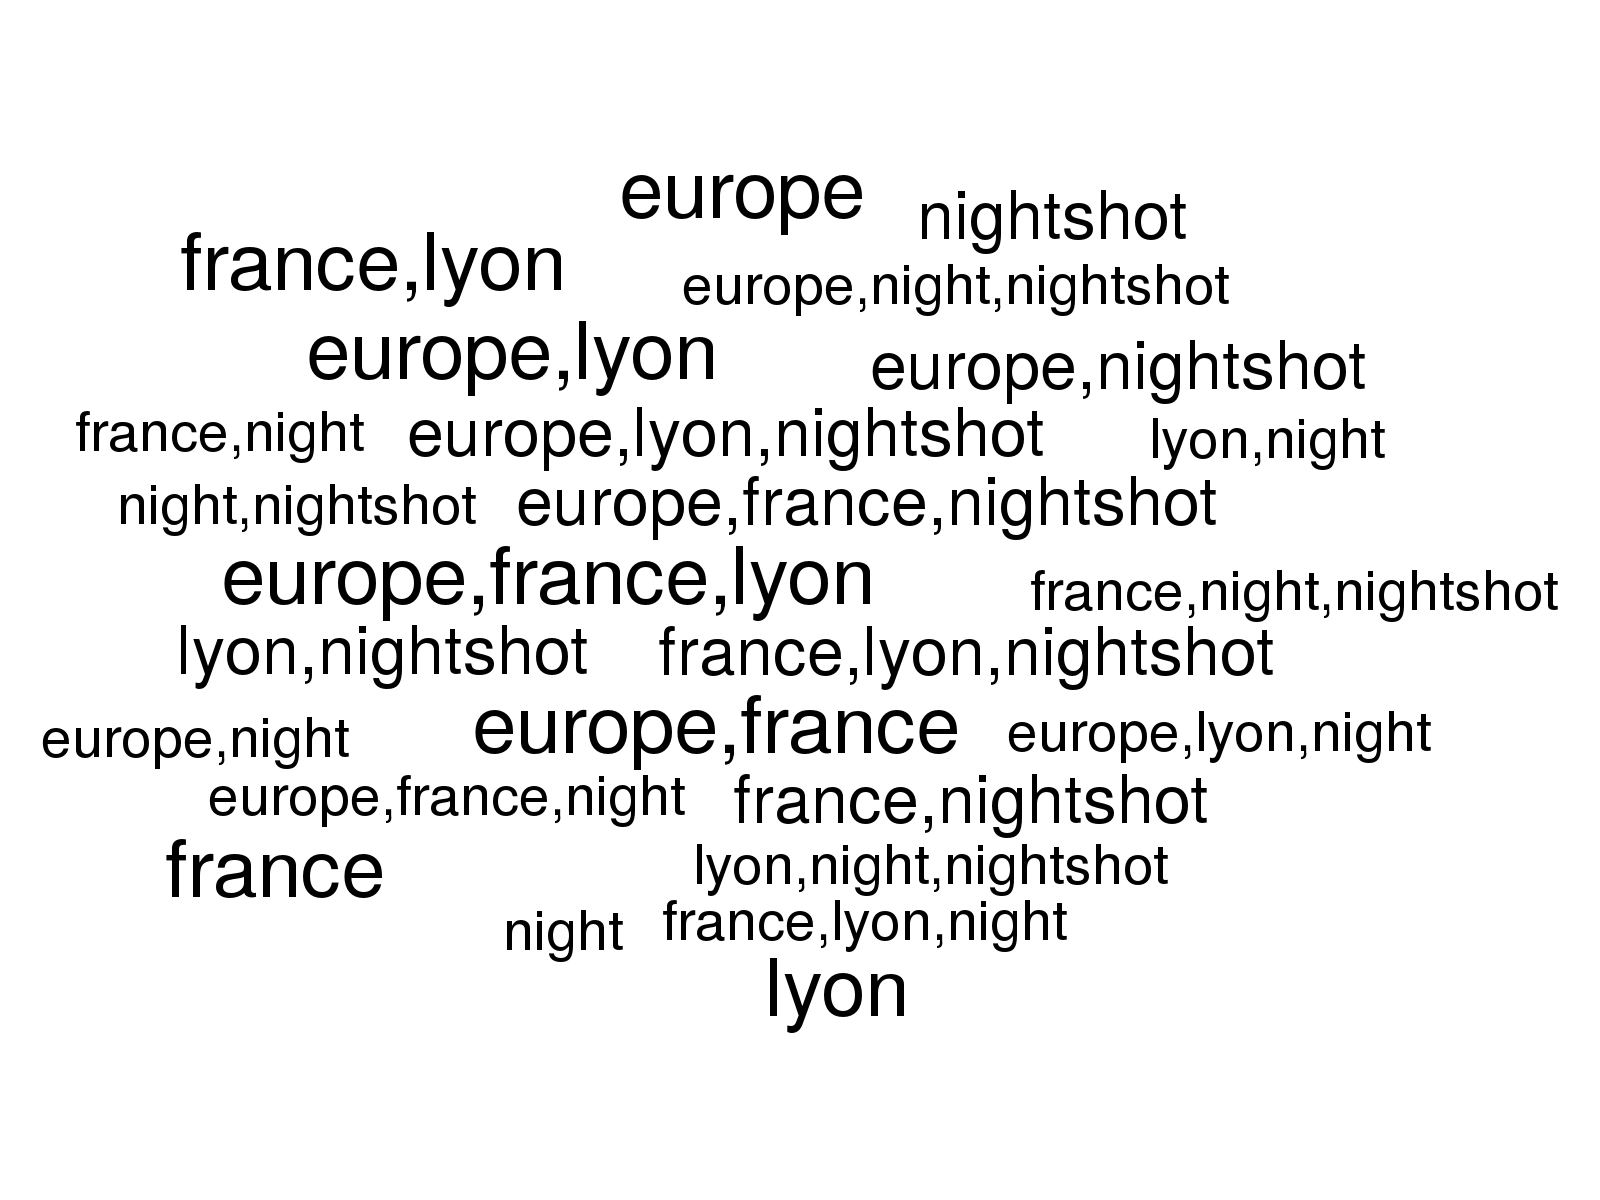 europe
nightshot
france,lyon
europe,night,nightshot
europe,lyon
europe,nightshot
france,night
europe,lyon,nightshot
lyon,night
night,nightshot
europe,france,nightshot
europe,france,lyon
france,night,nightshot
lyon,nightshot
france,lyon,nightshot
europe,night
europe,france
europe,lyon,night
europe,france,night
france,nightshot
france
lyon,night,nightshot
night
france,lyon,night
lyon